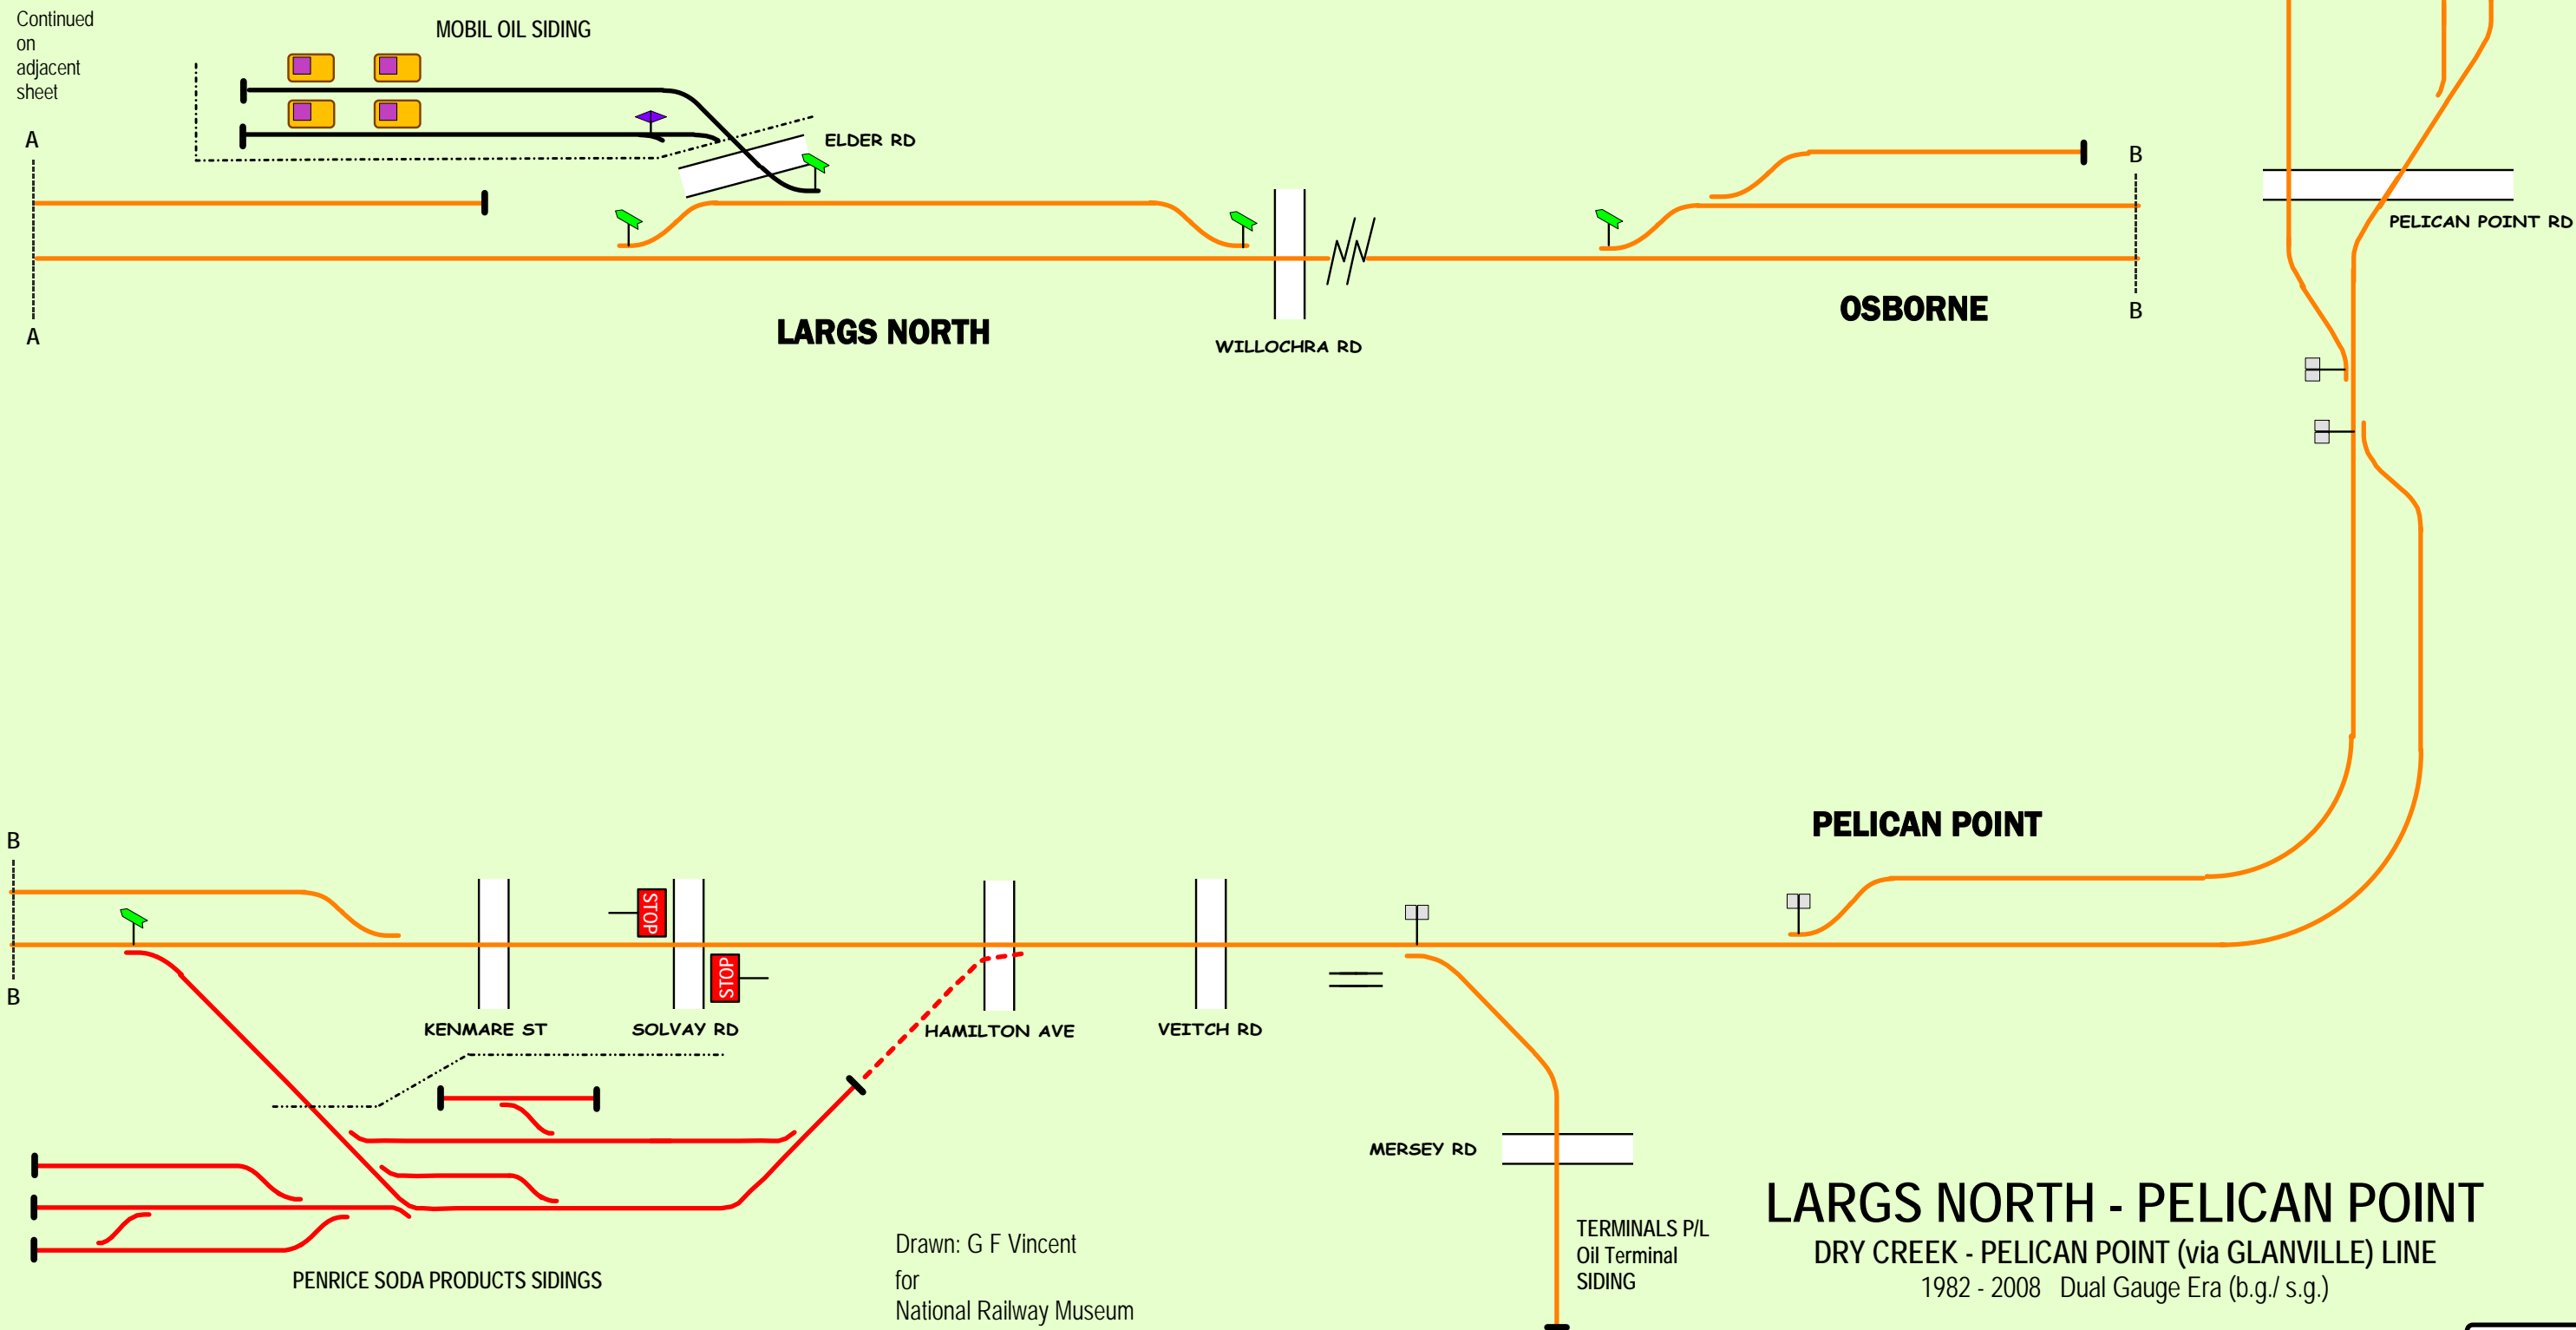 Continued
on
adjacent
sheet
MOBIL OIL SIDING
A
ELDER RD
B
PELICAN POINT RD
A
LARGS NORTH
WILLOCHRA RD
OSBORNE
B
PELICAN POINT
B
STOP
STOP
B
KENMARE ST
SOLVAY RD
HAMILTON AVE
VEITCH RD
MERSEY RD
PENRICE SODA PRODUCTS SIDINGS
Drawn: G F Vincent
for
National Railway Museum
TERMINALS P/L
Oil Terminal
SIDING
LARGS NORTH - PELICAN POINT
DRY CREEK - PELICAN POINT (via GLANVILLE) LINE
1982 - 2008 Dual Gauge Era (b.g./ s.g.)